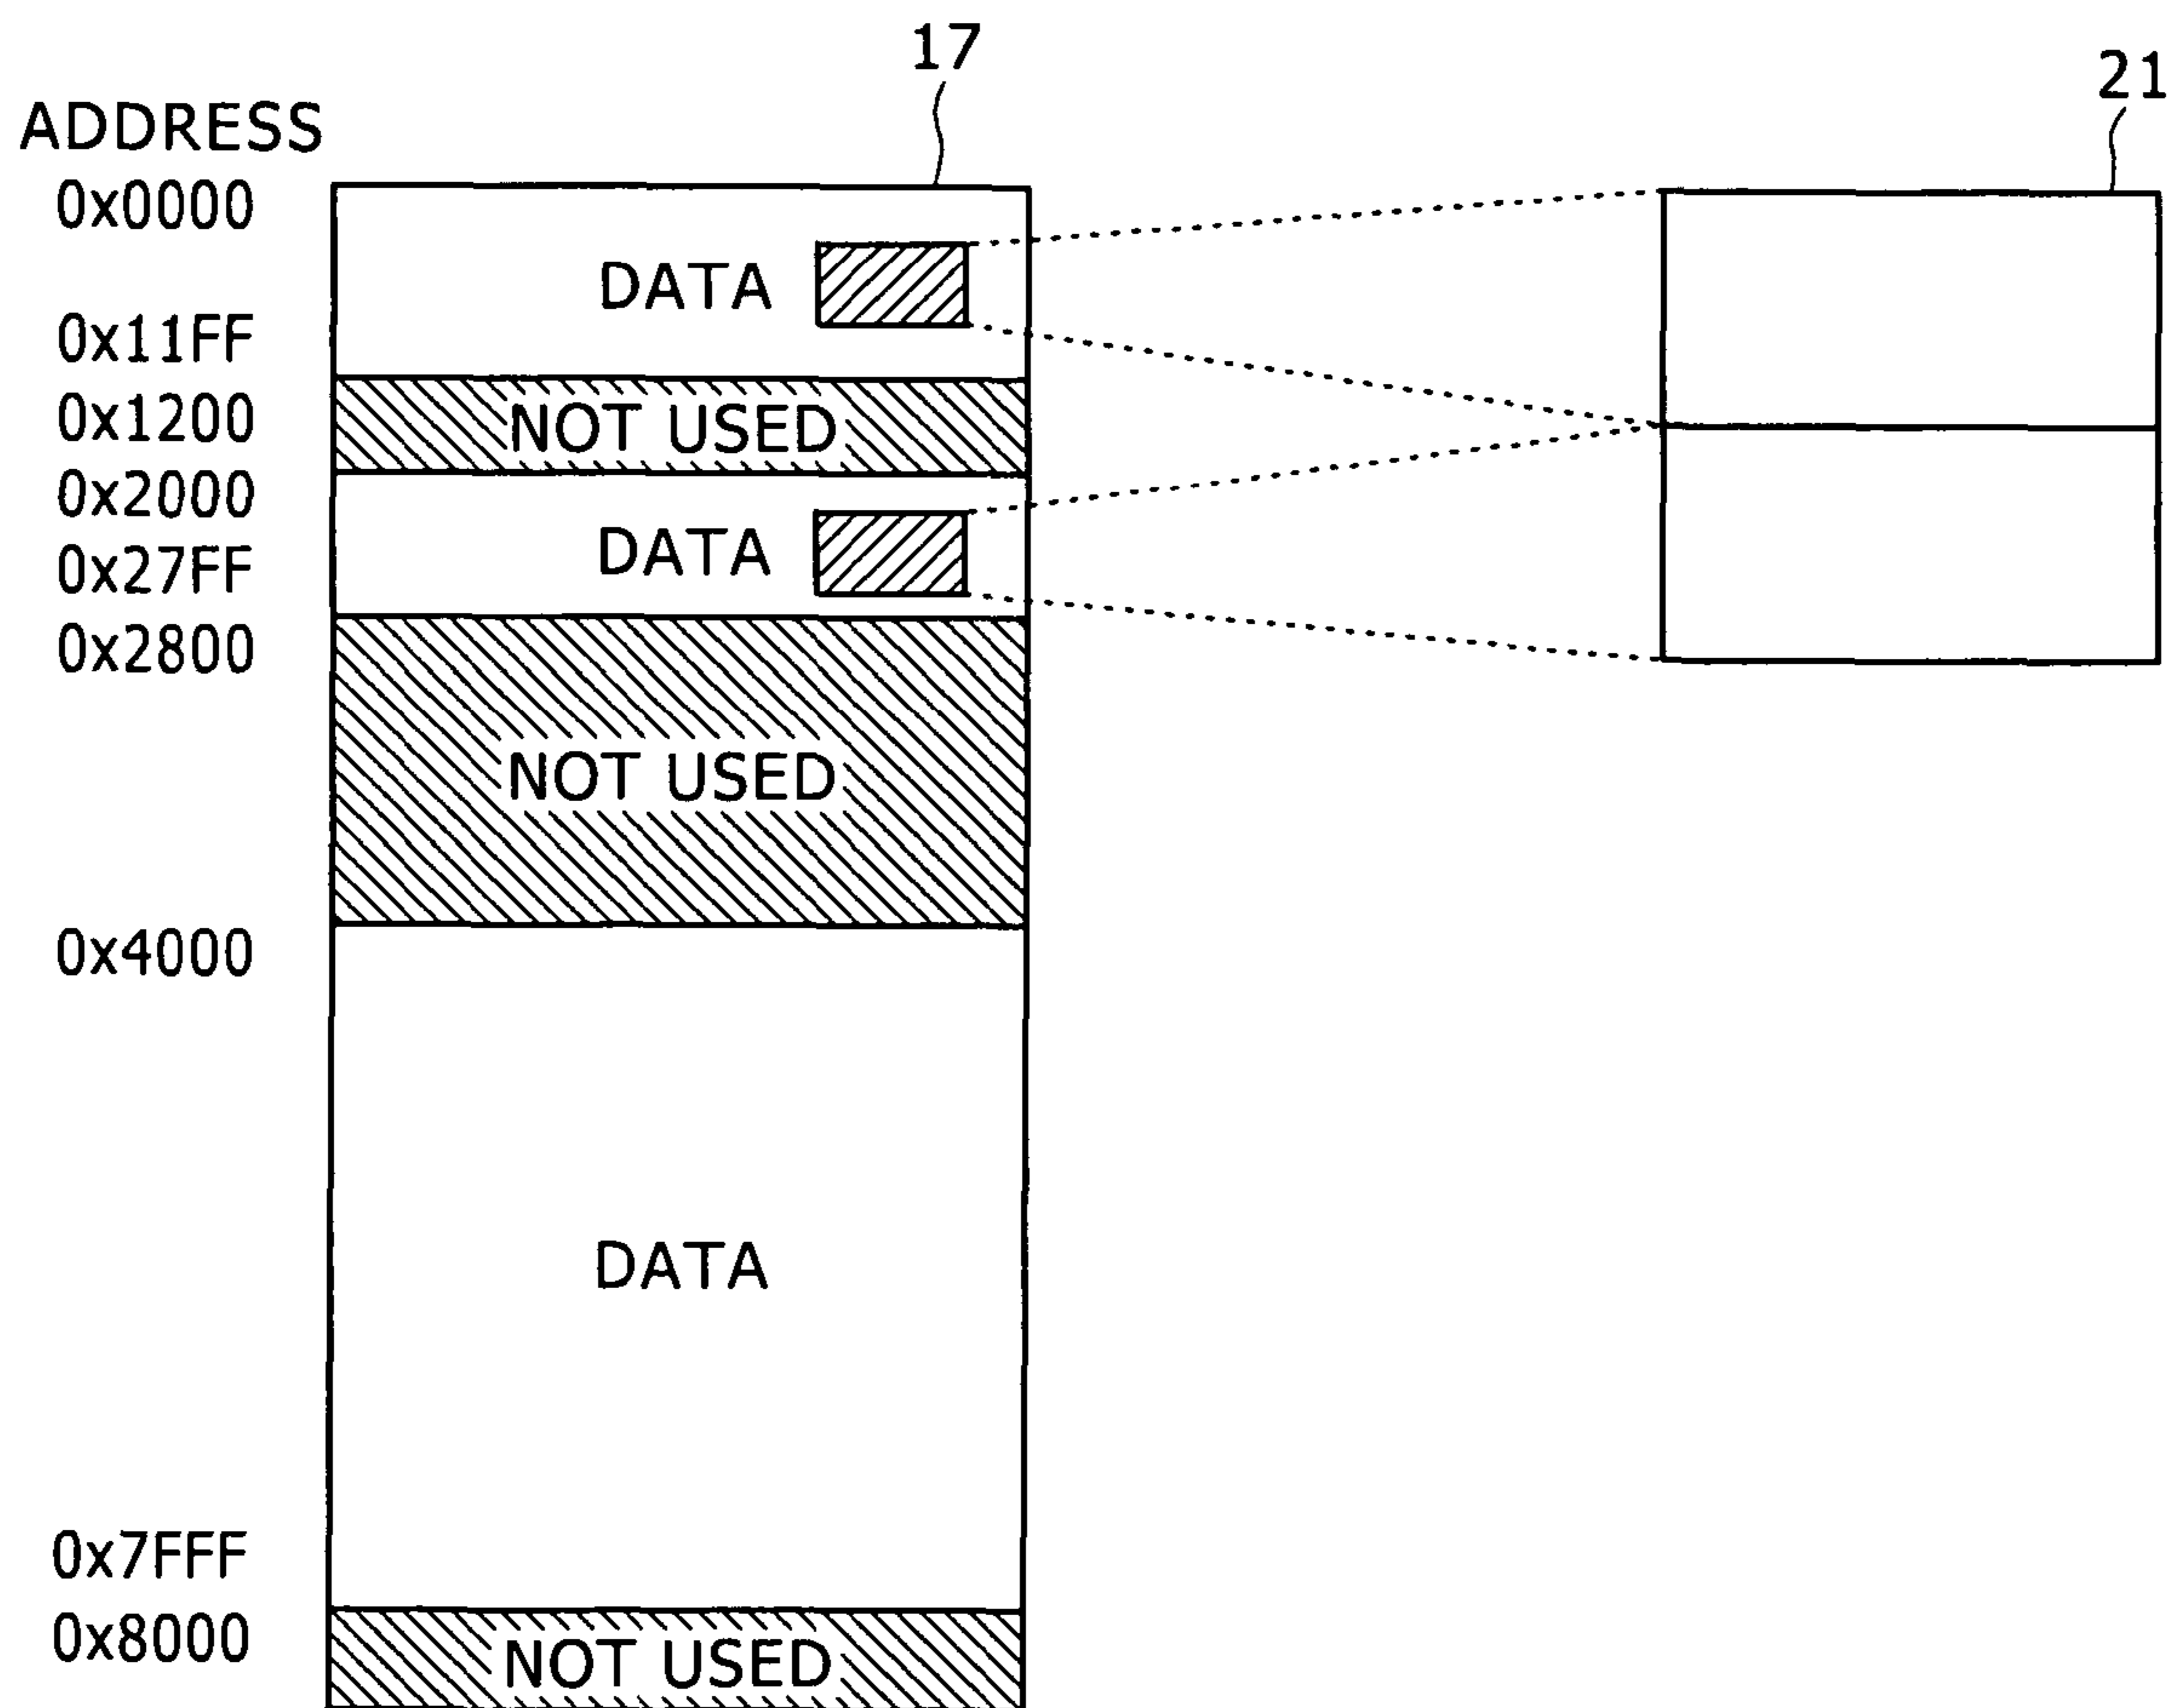 17
21
ADDRESS
0x0000
DATA
0x11FF
0x1200
NOT USED
0x2000
DATA
0x27FF
0x2800
NOT USED
0x4000
DATA
0x7FFF
0x8000
NOT USED